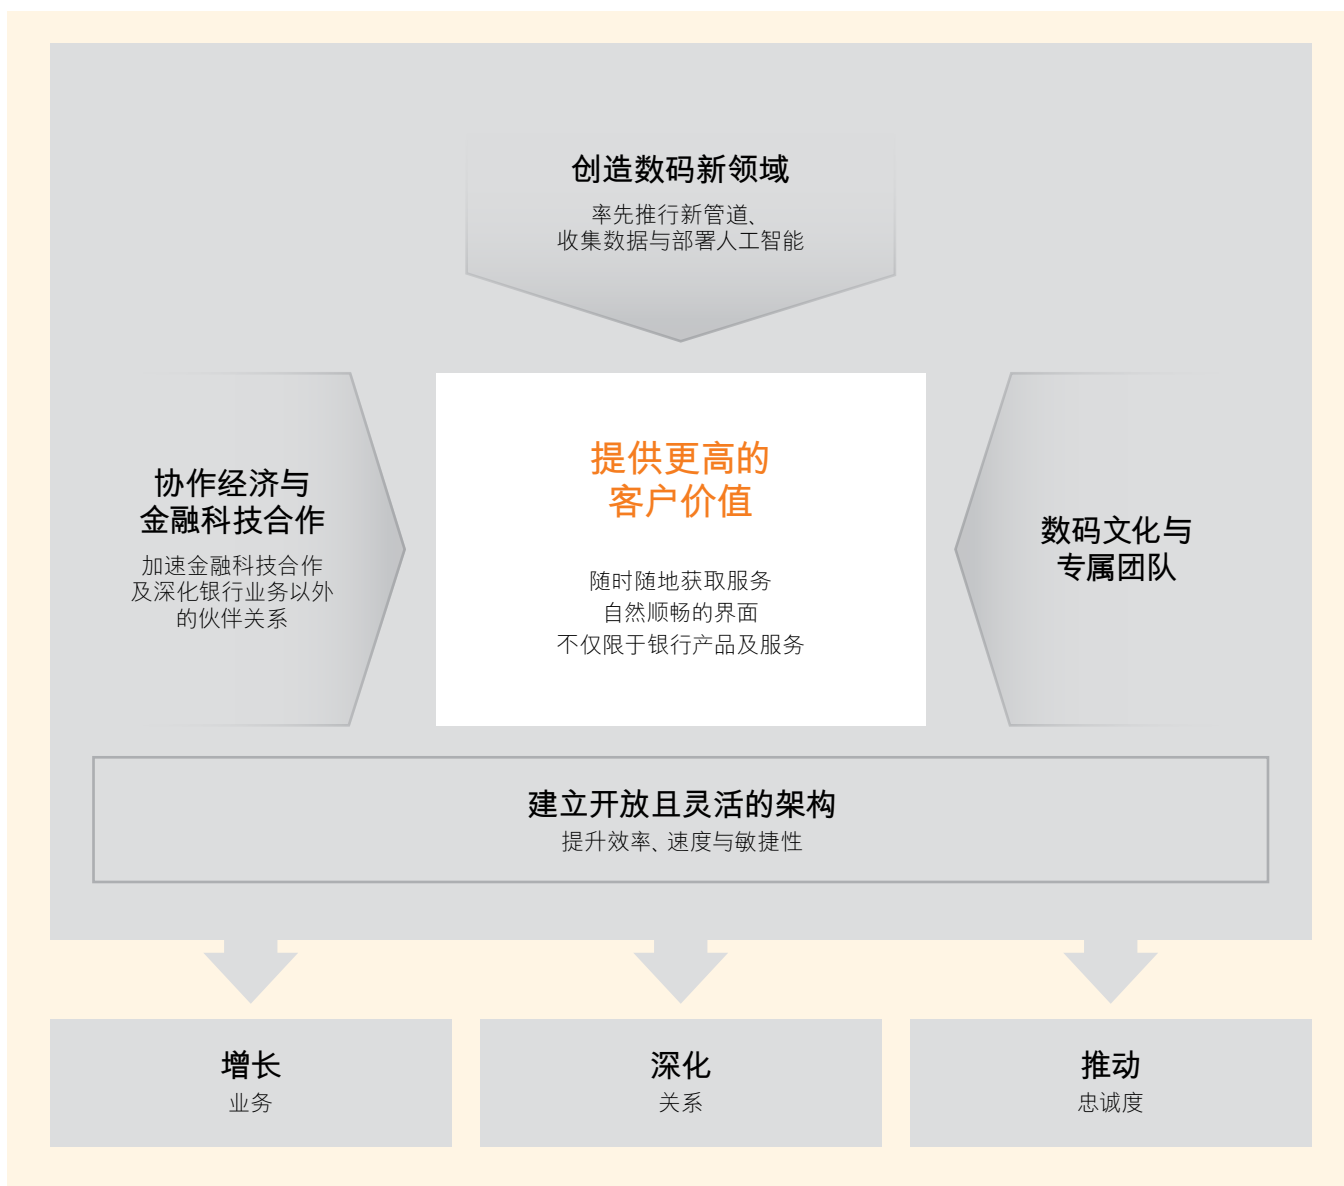 创造数码新领域
率先推行新管道、
收集数据与部署人工智能
协作经济与
金融科技合作
加速金融科技合作
及深化银行业务以外
的伙伴关系
提供更高的
客户价值
随时随地获取服务
自然顺畅的界面
不仅限于银行产品及服务
数码文化与
专属团队
建立开放且灵活的架构
提升效率、速度与敏捷性
增长
业务
深化
关系
推动
忠诚度